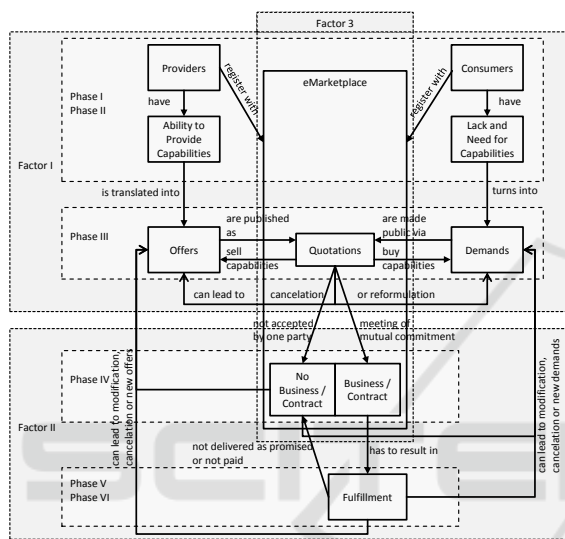 Factor 3
Providers
eMarketplace
Consumers
register with
register with
Phase I
Phase II
have
have
Ability to
Provide
Capabilities
Lack and
Need for
Capabilities
Factor I
is translated into
turns into
Phase III
are published
as
are made
public via
Offers
Quotations
Demands
sell
capabilities
buy
capabilities
can lead to
cancelation
or reformulation
not accepted
by one party
meeting of
mutual commitment
Phase IV
No
Business /
Contract
Business /
Contract
can lead to modification,
cancelation or new offers
can lead to modification,
cancelation or new demands
Factor II
not delivered as promised
or not paid
has to result in
Phase V
Phase VI
Fulfillment
SCITE